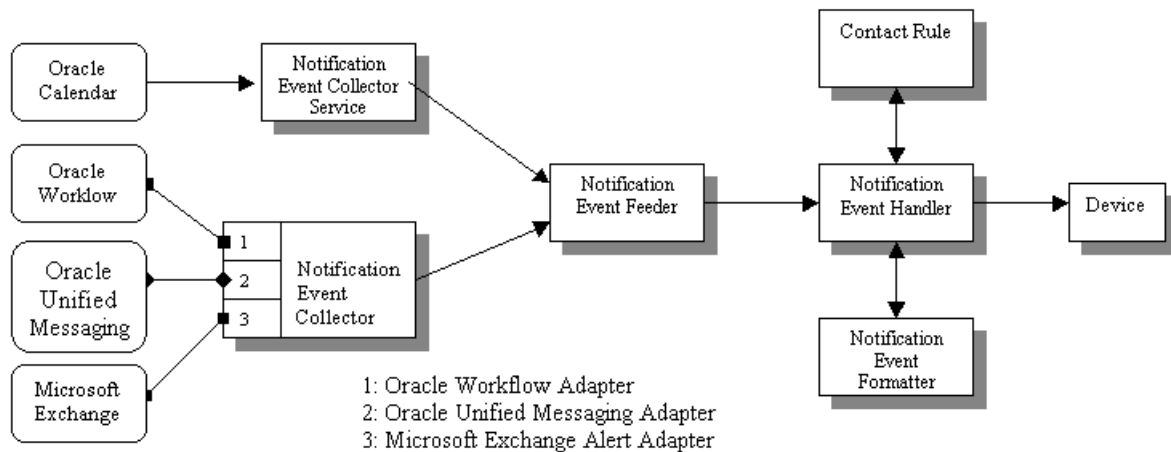 Oracle
Calendar
Notification
Event Collector
Service
Contact Rule
Oracle
Worklow
Notification
Event Feeder
Notification
Event Handler
Device
1
2
3
Notification
Event
Collector
Oracle
Unified
Messaging
Microsoft
Exchange
Notification
Event
Formatter
1: Oracle Workflow Adapter
2: Oracle Unified Messaging Adapter
3: Microsoft Exchange Alert Adapter